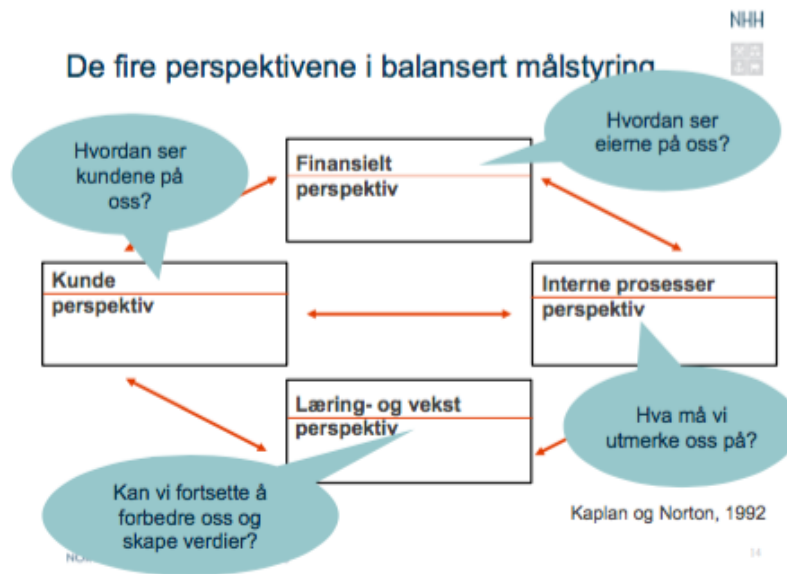 NHH
De fire perspektivene i balansert målstyring
Hvordan ser
eierne på oss?
Hvordan ser
kundene på
oss?
Finansielt
perspektiv
Kunde
perspektiv
Interne prosesser
perspektiv
Læring- og vekst
perspektiv
Hva må vi
utmerke oss på?
Kan vi fortsette å
forbedre oss og
skape verdier?
Kaplan og Norton, 1992
14